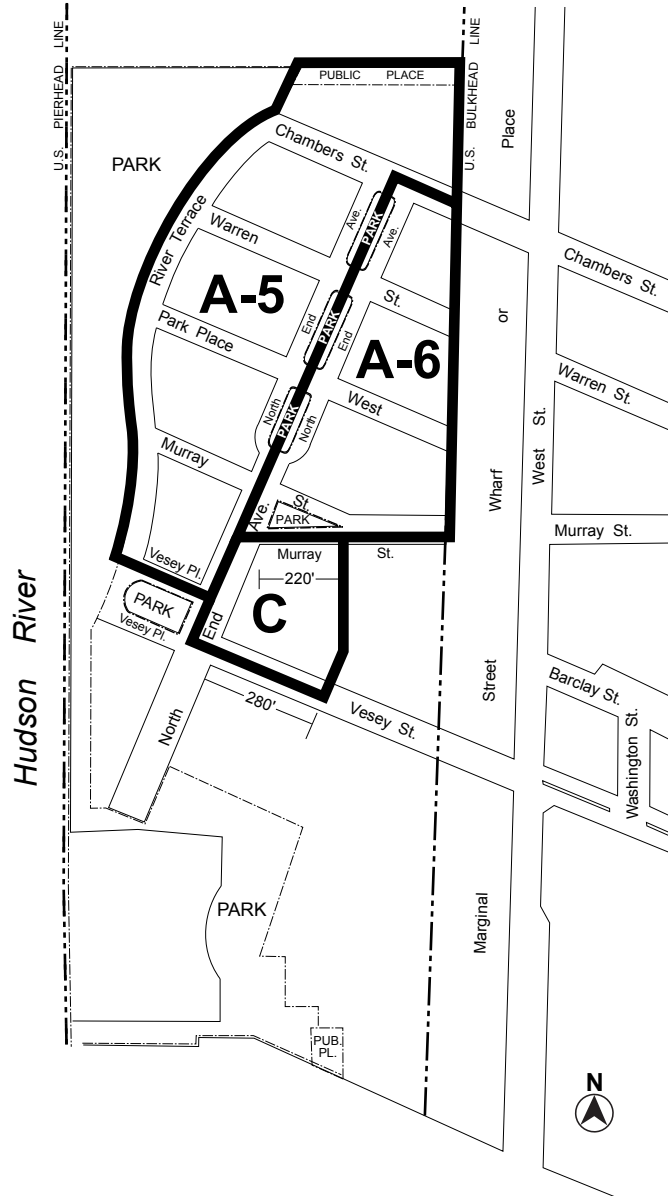 U.S. PIERHEAD LINE
U.S. BULKHEAD LINE
PUBLIC PLACE
PARK
Chambers St.
Place
River Terrace
Warren
Ave.
PARK
Ave.
Chambers St.
A-5
St.
or
End
PARK
End
Park Place
A-6
Warren St.
West
North
PARK
North
West St.
Murray
Wharf
Ave.
St.
PARK
Murray St.
Vesey Pl.
Murray St.
220'
C
PARK
Vesey Pl.
End
Hudson River
280'
Vesey St.
Street
Barclay St.
North
Washington St.
PARK
Marginal
PUB.
PL.
N